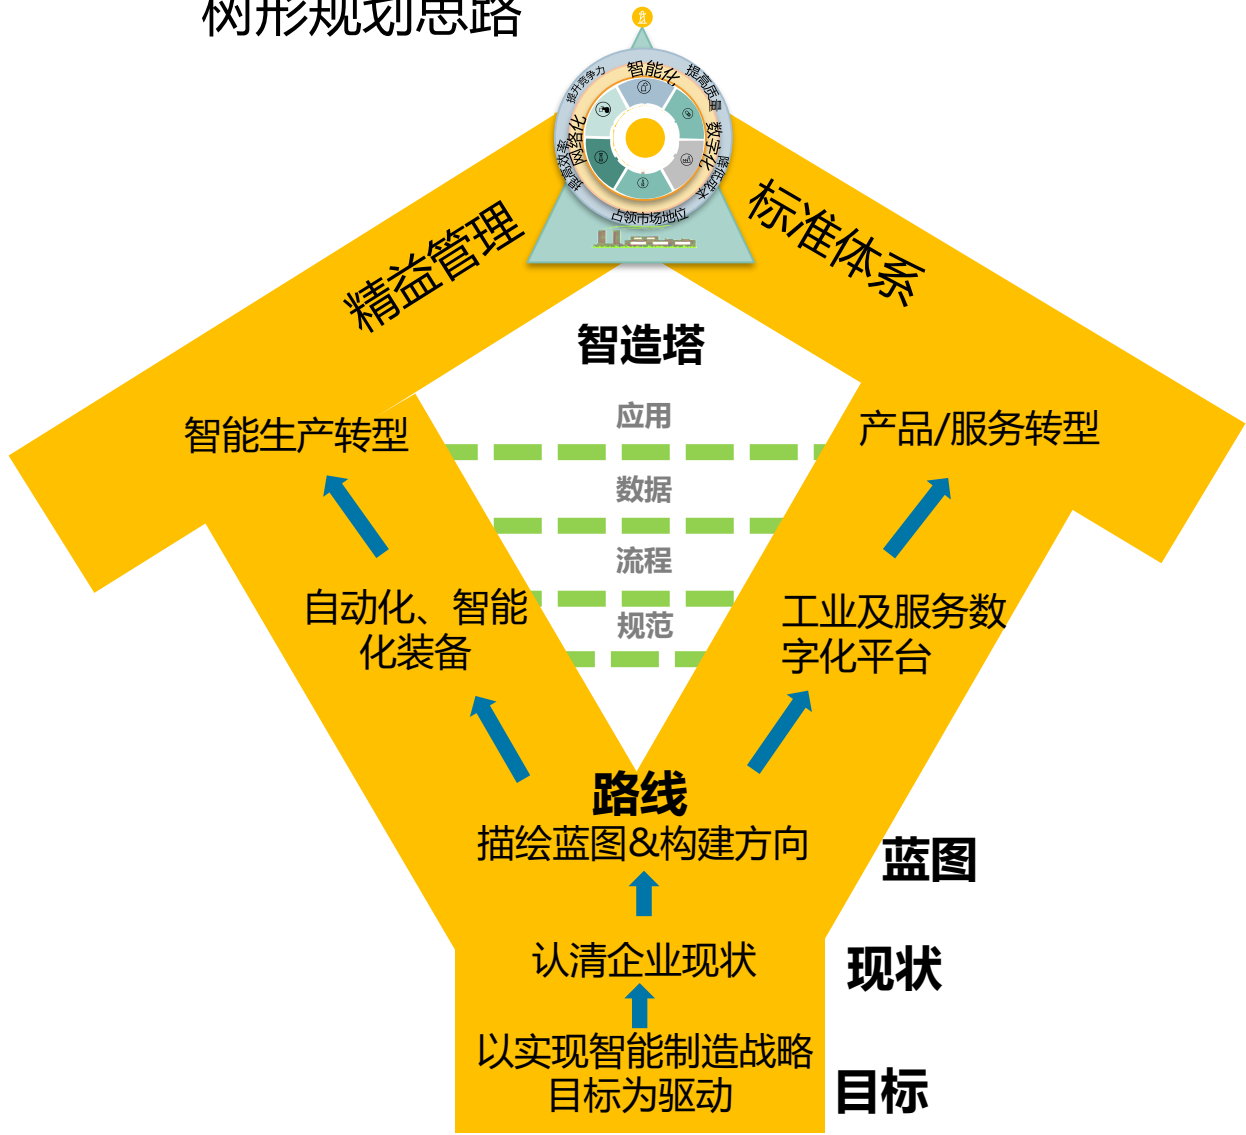 树形规划思路
智能化
提升竞争力
提高质量
网络化
数字化
提高效率
降低成本
占领市场地位
精益管理
标准体系
智造塔
应用
智能生产转型
产品/服务转型
数据
流程
自动化、智能
化装备
规范
工业及服务数
字化平台
路线
描绘蓝图&构建方向
蓝图
认清企业现状
现状
以实现智能制造战略
目标为驱动
目标